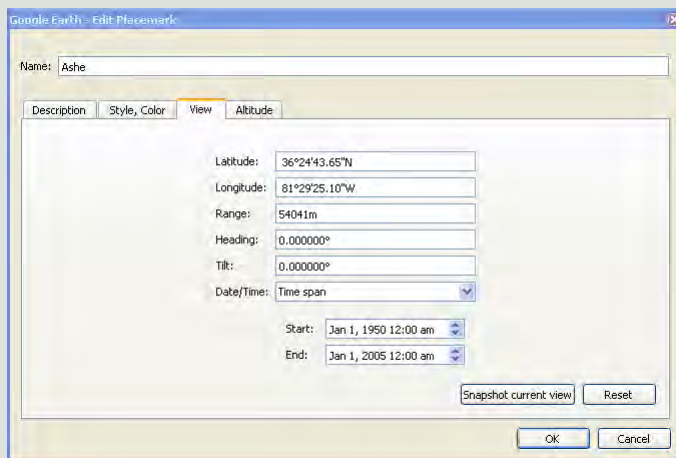 Google Earth - Edit Placemark
Name: Ashe
Description Style, Color View Altitude
Latitude: 36°24'43.65"N
Longitude: 81°29'25.10"W
Range: 54041m
Heading: 0.000000°
Tilt: 0.000000°
Date/Time: Time span
Start: Jan 1, 1950 12:00 am
End: Jan 1, 2005 12:00 am
Snapshot current view Reset
OK Cancel